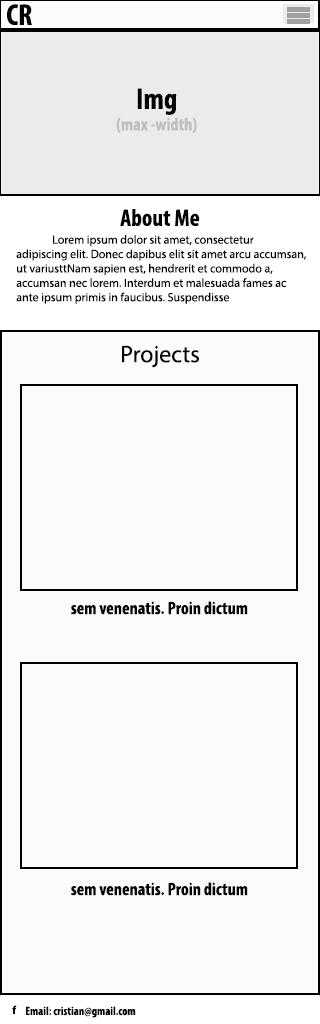 CR
Img
(max -width)
About Me
Lorem ipsum dolor sit amet, consectetur
adipiscing elit. Donec dapibus elit sit amet arcu accumsan,
ut variusttNam sapien est, hendrerit et commodo a,
accumsan nec lorem. Interdum et malesuada fames ac
ante ipsum primis in faucibus. Suspendisse
Projects
sem venenatis. Proin dictum
sem venenatis. Proin dictum
f Email: cristian@gmail.com